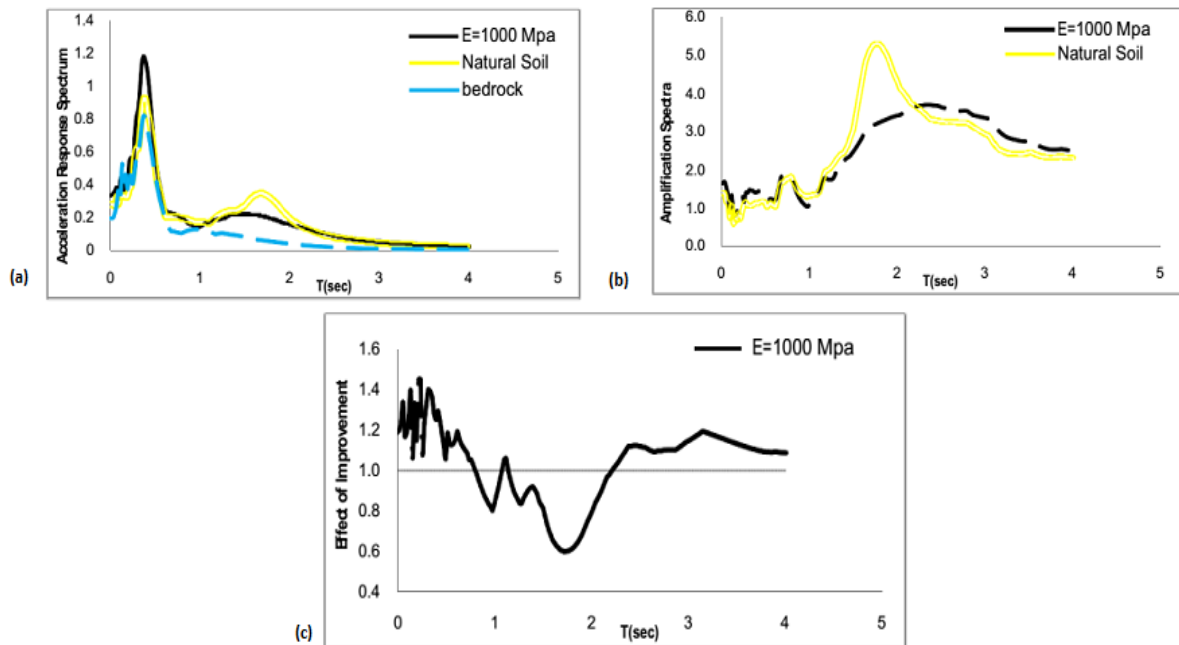 1.4
1.2
1
0.8
0.6
0.4
0.2
0
Acceleration Response Spectrum
E=1000 Mpa
Natural Soil
bedrock
0 1 2 3 4 5
T(sec)
(a)
6.0
5.0
4.0
3.0
2.0
1.0
0.0
Amplification Spectra
E=1000 Mpa
Natural Soil
0 1 2 3 4 5
T(sec)
(b)
1.6
1.4
1.2
1.0
0.8
0.6
0.4
Effect of Improvement
E=1000 Mpa
0 1 2 3 4 5
T(sec)
(c)